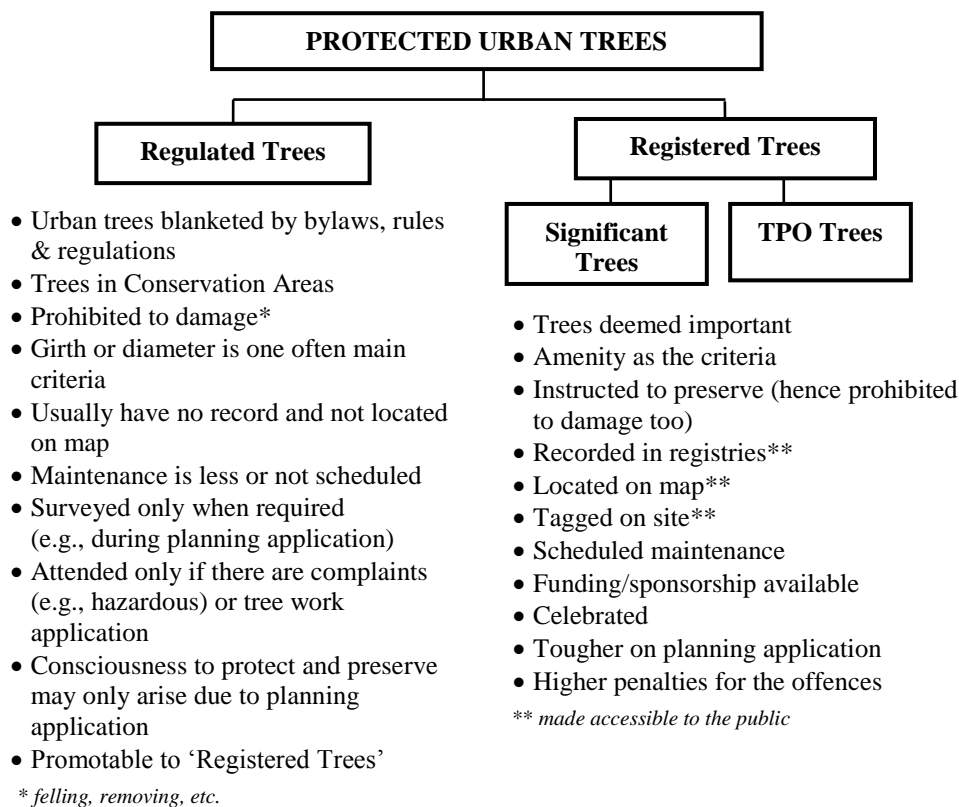 PROTECTED URBAN TREES
Regulated Trees
• Urban trees blanketed by bylaws, rules
& regulations
• Trees in Conservation Areas
• Prohibited to damage*
• Girth or diameter is one often main
criteria
• Usually have no record and not located
on map
• Maintenance is less or not scheduled
• Surveyed only when required
(e.g., during planning application)
• Attended only if there are complaints
(e.g., hazardous) or tree work
application
• Consciousness to protect and preserve
may only arise due to planning
application
• Promotable to ‘Registered Trees’
* felling, removing, etc.
Registered Trees
Significant
Trees
TPO Trees
• Trees deemed important
• Amenity as the criteria
• Instructed to preserve (hence prohibited
to damage too)
• Recorded in registries**
• Located on map**
• Tagged on site**
• Scheduled maintenance
• Funding/sponsorship available
• Celebrated
• Tougher on planning application
• Higher penalties for the offences
** made accessible to the public